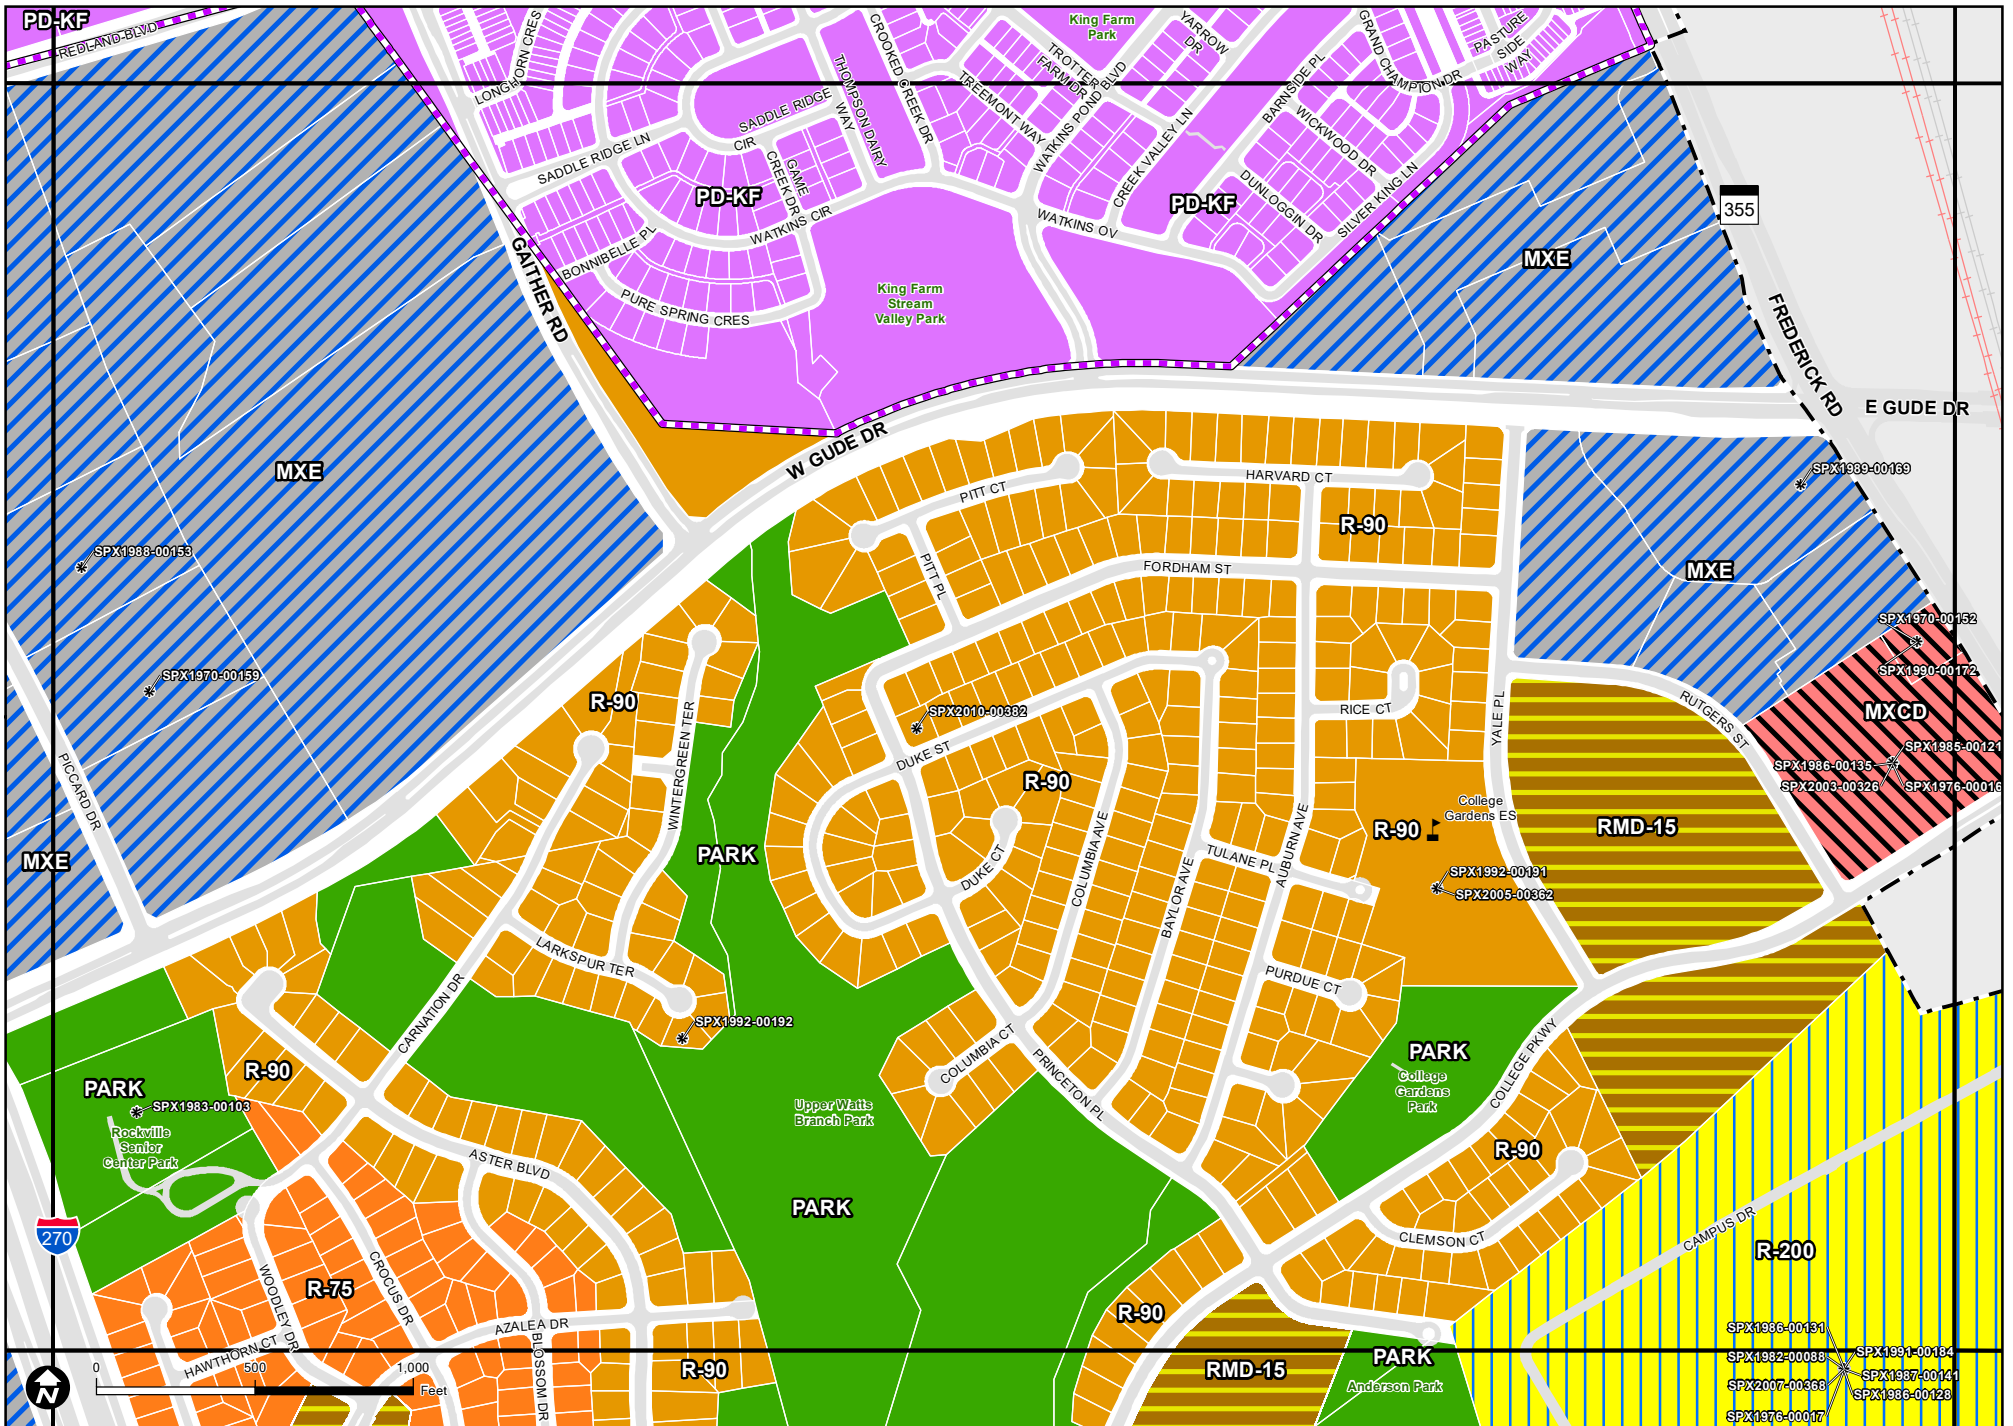 PD-KF
REDLAND BLVD
LONGHORN CRES
THOMPSON DAIRY
WAY
CROOKED CREEK DR
King Farm
Park
YARROW
DR
TROTTER
FARM DR
TREEMONT WAY
WATKINS POND BLVD
CREEK VALLEY LN
BARNSIDE PL
GRAND CHAMPION DR
PASTURE
SIDE
WAY
WICKWOOD DR
DUNLOGGIN DR
SILVER KING LN
SADDLE RIDGE LN
SADDLE RIDGE
CIR
GAME
CREEK DR
PD-KF
PD-KF
WATKINS CIR
WATKINS OV
BONNIBELLE PL
PURE SPRING CRES
GAITHER RD
King Farm
Stream
Valley Park
355
MXE
FREDERICK RD
E GUDE DR
W GUDE DR
MXE
PITT CT
PITT PL
HARVARD CT
R-90
FORDHAM ST
SPX1989-00169
MXE
SPX1988-00153
SPX1970-00159
SPX1970-00152
SPX1990-00172
MXCD
SPX1985-00121
SPX1986-00135
SPX2003-00326
SPX1976-00016
RUTGERS ST
YALE PL
RICE CT
R-90
WINTERGREEN TER
SPX2010-00382
DUKE ST
R-90
DUKE CT
COLUMBIA AVE
BAYLOR AVE
TULANE PL
AUBURN AVE
College
Gardens ES
R-90
RMD-15
SPX1992-00191
SPX2005-00362
PICCARD DR
MXE
PARK
LARKSPUR TER
CARNATION DR
SPX1992-00192
PURDUE CT
COLUMBIA CT
PRINCETON PL
COLLEGE PKWY
PARK
College
Gardens
Park
R-90
PARK
SPX1983-00103
Rockville
Senior
Center Park
Upper Watts
Branch Park
PARK
ASTER BLVD
R-90
CLEMSON CT
CAMPUS DR
R-200
270
R-75
WOODLEY DR
CROCUS DR
HAWTHORN CT
AZALEA DR
BLOSSOM DR
R-90
R-90
RMD-15
PARK
Anderson Park
SPX1986-00131
SPX1982-00088
SPX1991-00184
SPX1987-00141
SPX2007-00368
SPX1986-00128
SPX1976-00017
N
0
500
1,000
Feet